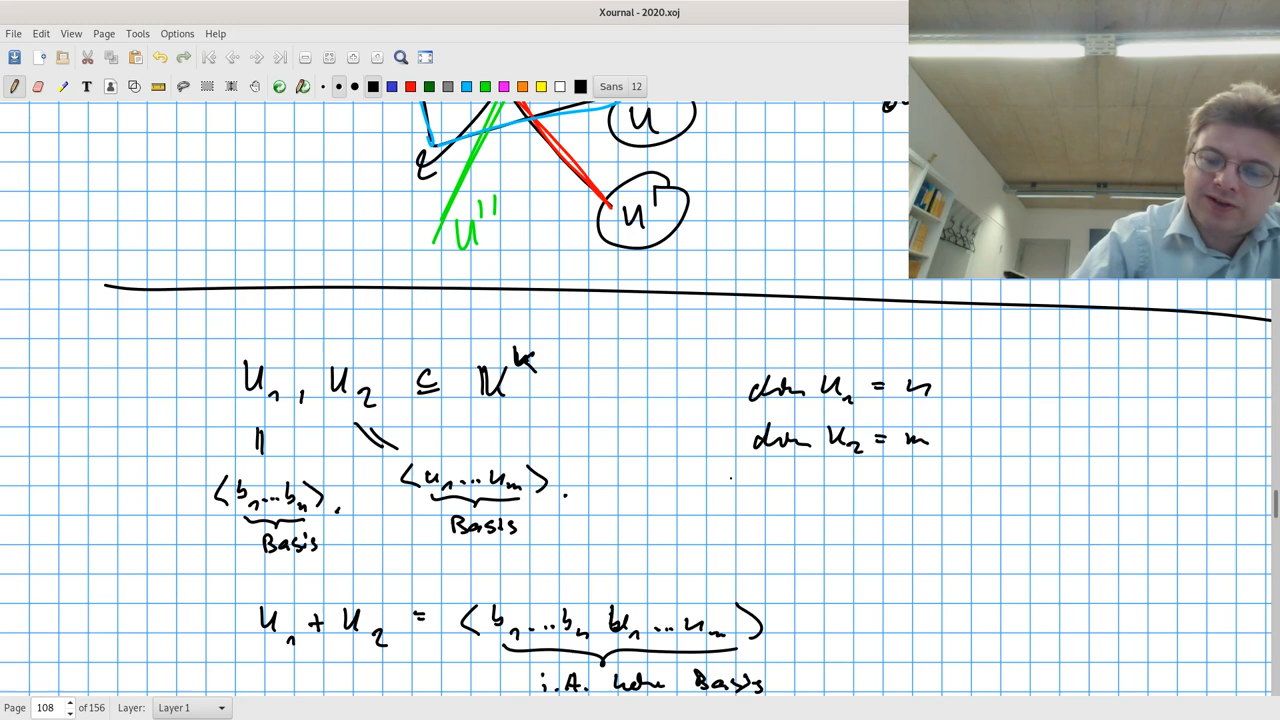 Xournal - 2020.xoj
File Edit View Page Tools Options Help
Sans 12
U
U'
U''
U₁, U₂ ⊆ 𝕂ᵏ
dim U₁ = n
dim U₂ = m
=
⟨b₁...bₙ⟩.
⟨u₁...uₘ⟩.
Basis
Basis
U₁ + U₂ = ⟨b₁...bₙ u₁...uₘ⟩
i.A. keine Basis
Page 108 of 156 Layer: Layer 1